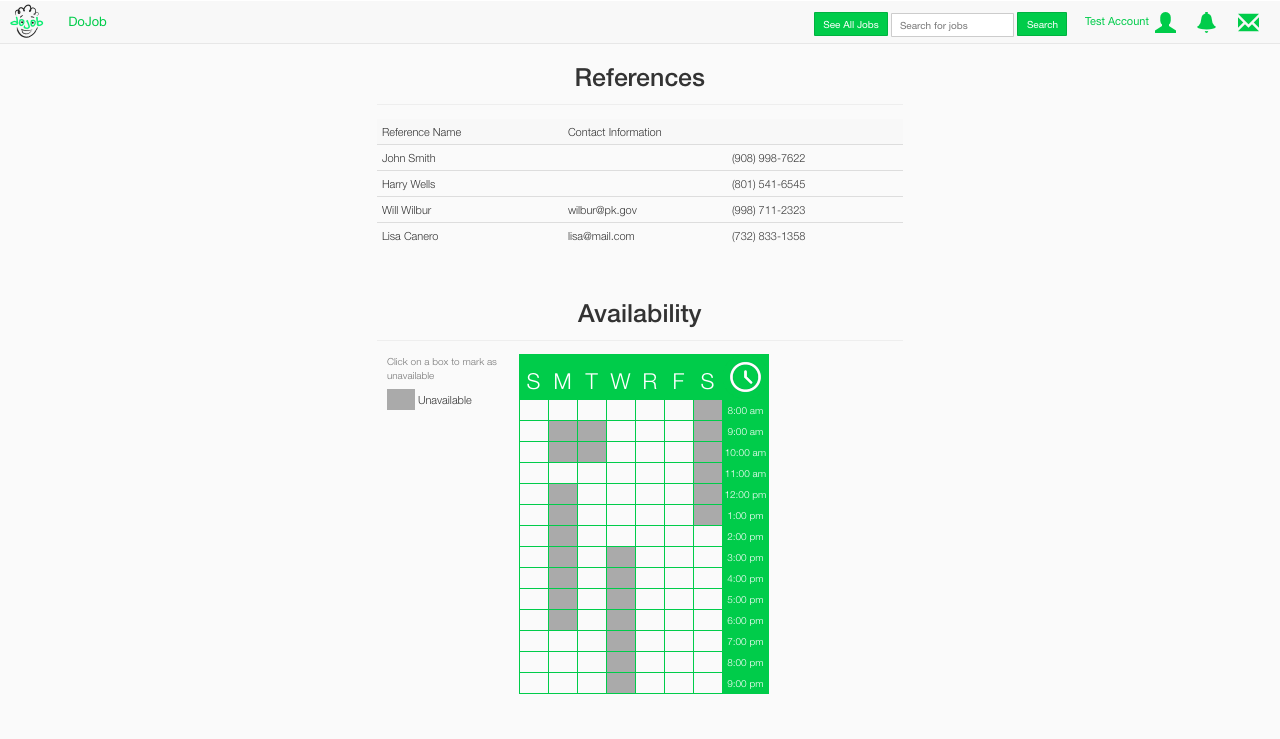 dojob DoJob See All Jobs Search for jobs Search Test Account
References
Reference Name Contact Information
John Smith (908) 998-7622
Harry Wells (801) 541-6545
Will Wilbur wilbur@pk.gov (998) 711-2323
Lisa Canero lisa@mail.com (732) 833-1358
Availability
Click on a box to mark as
unavailable
Unavailable
S M T W R F S
8:00 am
9:00 am
10:00 am
11:00 am
12:00 pm
1:00 pm
2:00 pm
3:00 pm
4:00 pm
5:00 pm
6:00 pm
7:00 pm
8:00 pm
9:00 pm